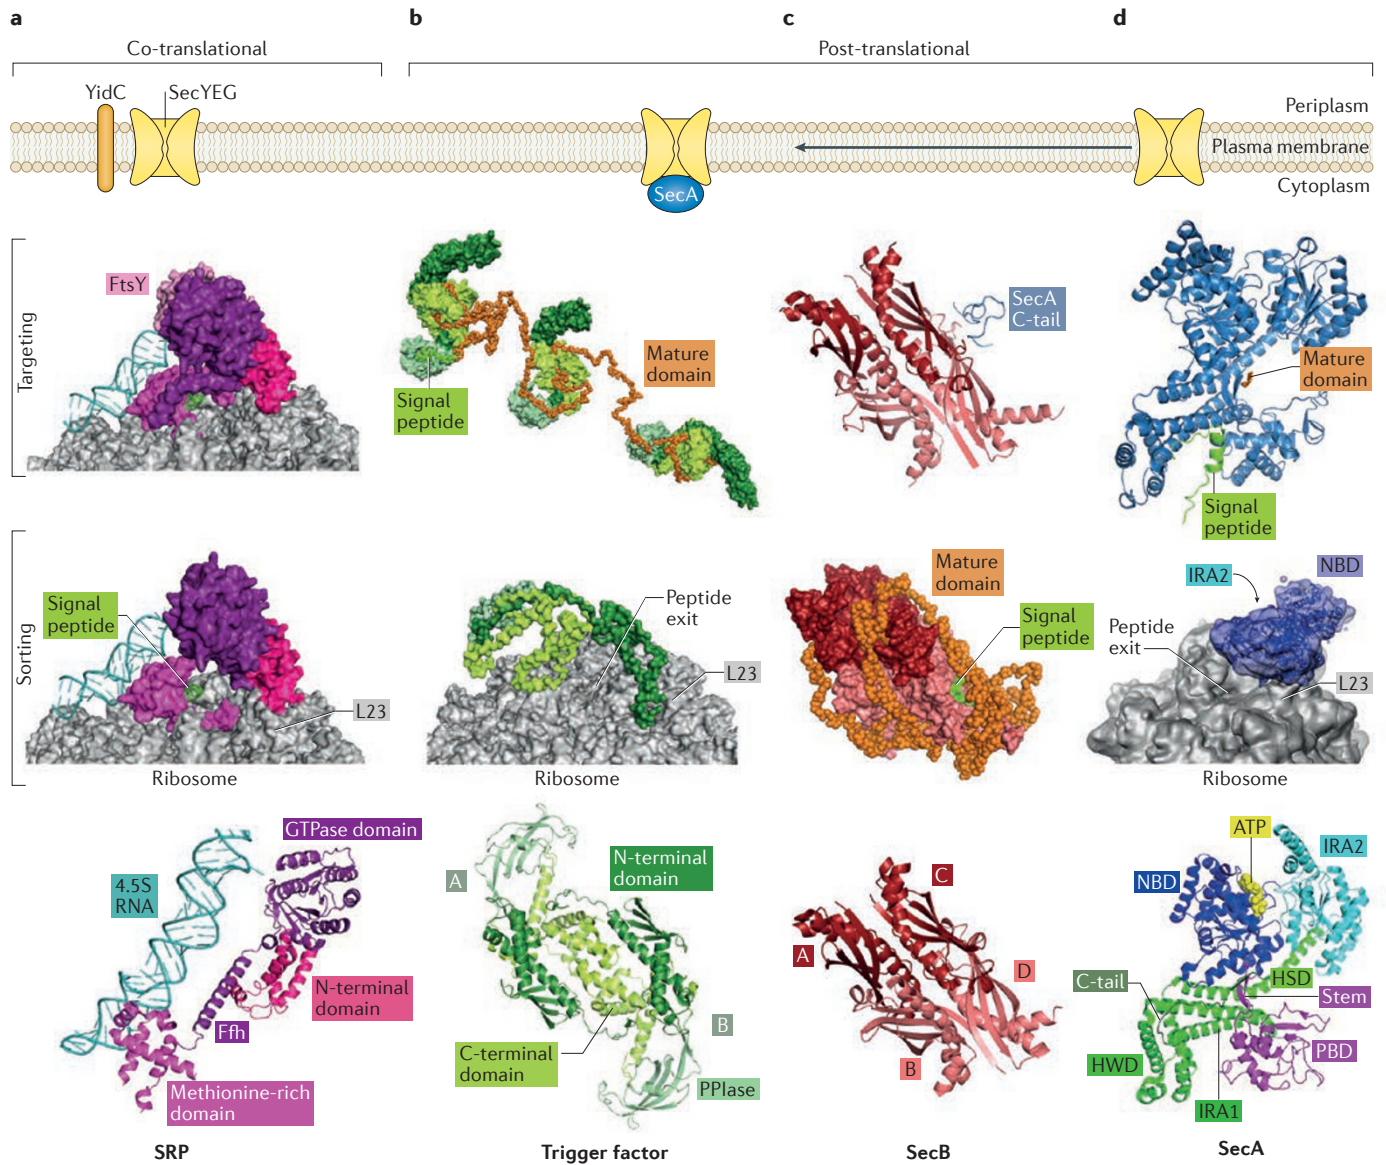 a
b
c
d
Co-translational
Post-translational
YidC
SecYEG
Periplasm
Plasma membrane
Cytoplasm
SecA
Targeting
FtsY
Signal
peptide
Mature
domain
SecA
C-tail
Mature
domain
Signal
peptide
Sorting
Signal
peptide
L23
Ribosome
Peptide
exit
L23
Ribosome
Mature
domain
Signal
peptide
IRA2
NBD
Peptide
exit
L23
Ribosome
GTPase domain
4.5S
RNA
N-terminal
domain
Ffh
Methionine-rich
domain
SRP
A
N-terminal
domain
B
C-terminal
domain
PPIase
Trigger factor
C
A
D
B
SecB
ATP
IRA2
NBD
HSD
C-tail
Stem
PBD
HWD
IRA1
SecA